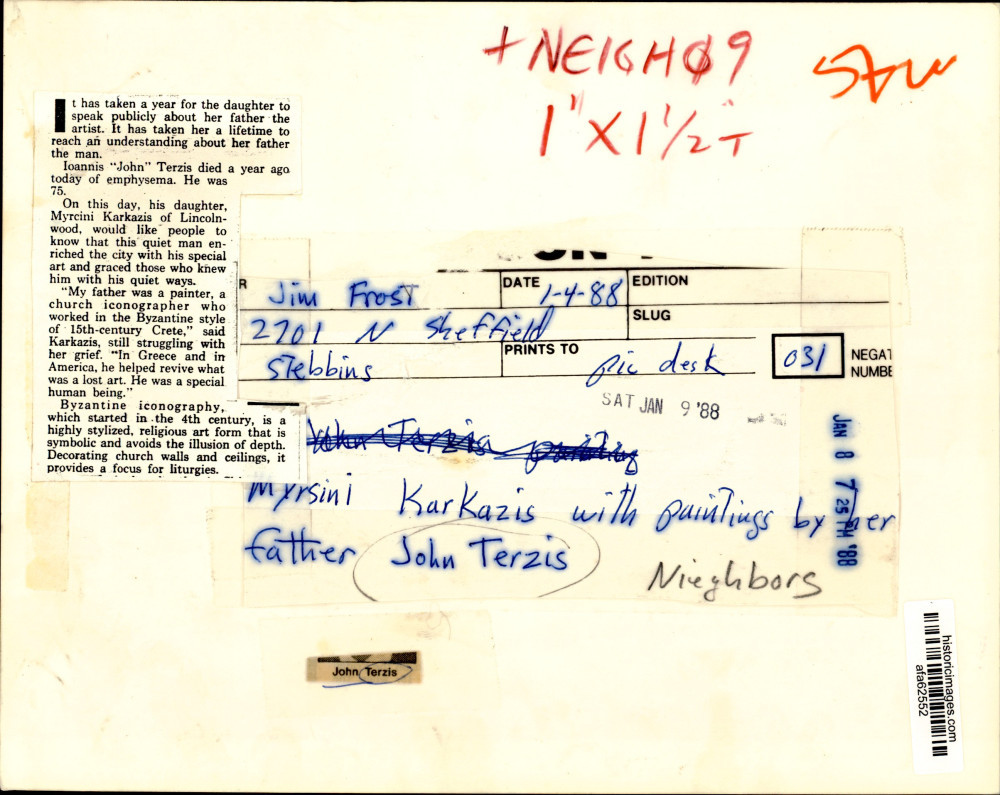 + NEIGH 09
1" X 1 1/2 T
It has taken a year for the daughter to
speak publicly about her father the
artist. It has taken her a lifetime to
reach an understanding about her father
the man.
Ioannis "John" Terzis died a year ago
today of emphysema. He was
75.
On this day, his daughter,
Myrcini Karkazis of Lincoln-
wood, would like people to
know that this quiet man en-
riched the city with his special
art and graced those who knew
him with his quiet ways.
"My father was a painter, a
church iconographer who
worked in the Byzantine style
of 15th-century Crete," said
Karkazis, still struggling with
her grief. "In Greece and in
America, he helped revive what
was a lost art. He was a special
human being."
Byzantine iconography,
which started in the 4th century, is a
highly stylized, religious art form that is
symbolic and avoids the illusion of depth.
Decorating church walls and ceilings, it
provides a focus for liturgies.
R Jim Frost DATE 1-4-88 EDITION
2701 N Sheffield SLUG
Stebbins PRINTS TO pic desk 031 NEGAT
NUMBE
SAT JAN 9 '88
JAN 8 7 25 PM '88
John Terzis painting
Myrsini Karkazis with paintings by her
father John Terzis
Nieghbors
John Terzis
historicimages.com
afa62552